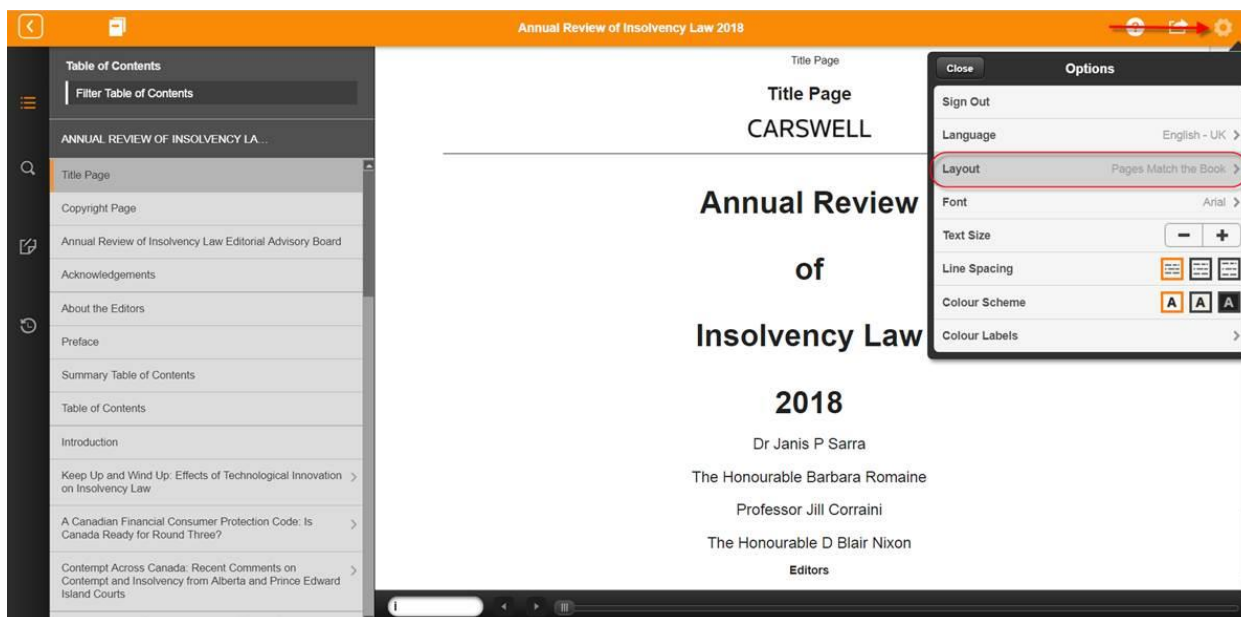 Annual Review of Insolvency Law 2018
?
Table of Contents
Filter Table of Contents
ANNUAL REVIEW OF INSOLVENCY LA...
Title Page
Copyright Page
Annual Review of Insolvency Law Editorial Advisory Board
Acknowledgements
About the Editors
Preface
Summary Table of Contents
Table of Contents
Introduction
Keep Up and Wind Up: Effects of Technological Innovation
on Insolvency Law
A Canadian Financial Consumer Protection Code: Is
Canada Ready for Round Three?
Contempt Across Canada: Recent Comments on
Contempt and Insolvency from Alberta and Prince Edward
Island Courts
Title Page
Title Page
CARSWELL
Annual Review
of
Insolvency Law
2018
Dr Janis P Sarra
The Honourable Barbara Romaine
Professor Jill Corraini
The Honourable D Blair Nixon
Editors
i
Close
Options
Sign Out
Language English - UK
Layout Pages Match the Book
Font Arial
Text Size - +
Line Spacing
Colour Scheme A A A
Colour Labels